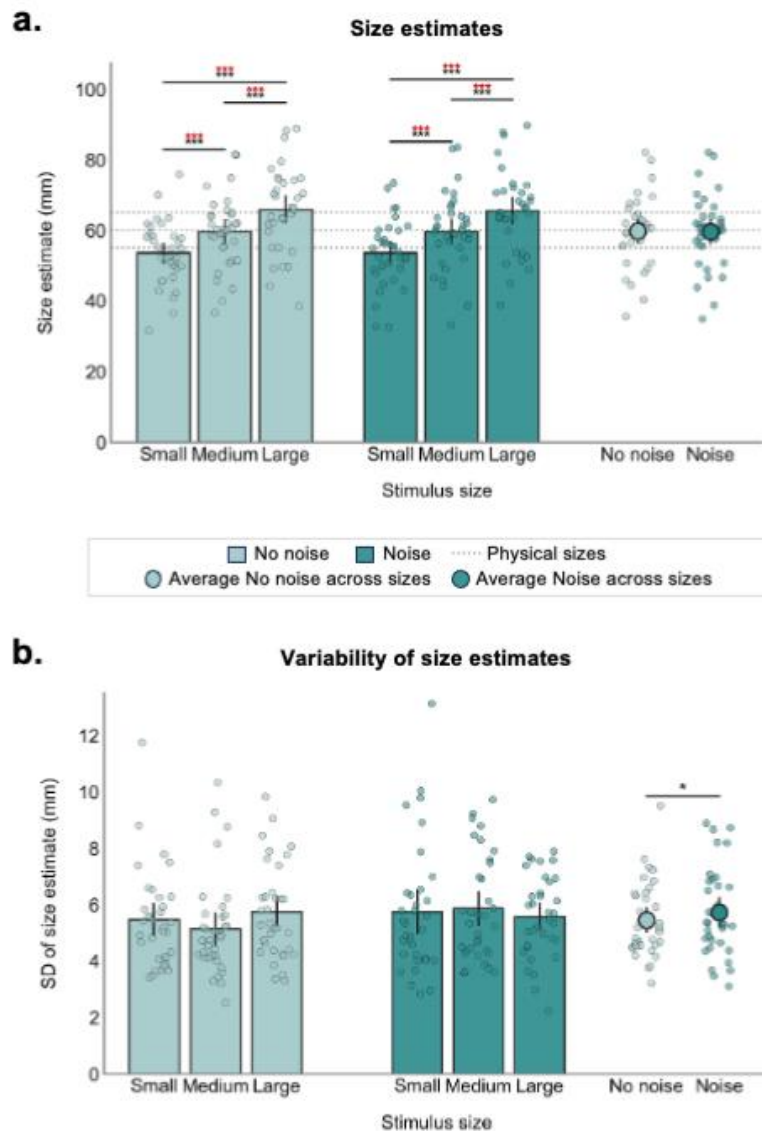 a.
Size estimates
*** ‡‡‡
*** ‡‡‡
*** ‡‡‡
*** ‡‡‡
*** ‡‡‡
*** ‡‡‡
100
80
60
40
20
0
Size estimate (mm)
Small Medium Large
Small Medium Large
No noise Noise
Stimulus size
No noise Noise Physical sizes
Average No noise across sizes Average Noise across sizes
b.
Variability of size estimates
*
12
10
8
6
4
2
0
SD of size estimate (mm)
Small Medium Large
Small Medium Large
No noise Noise
Stimulus size